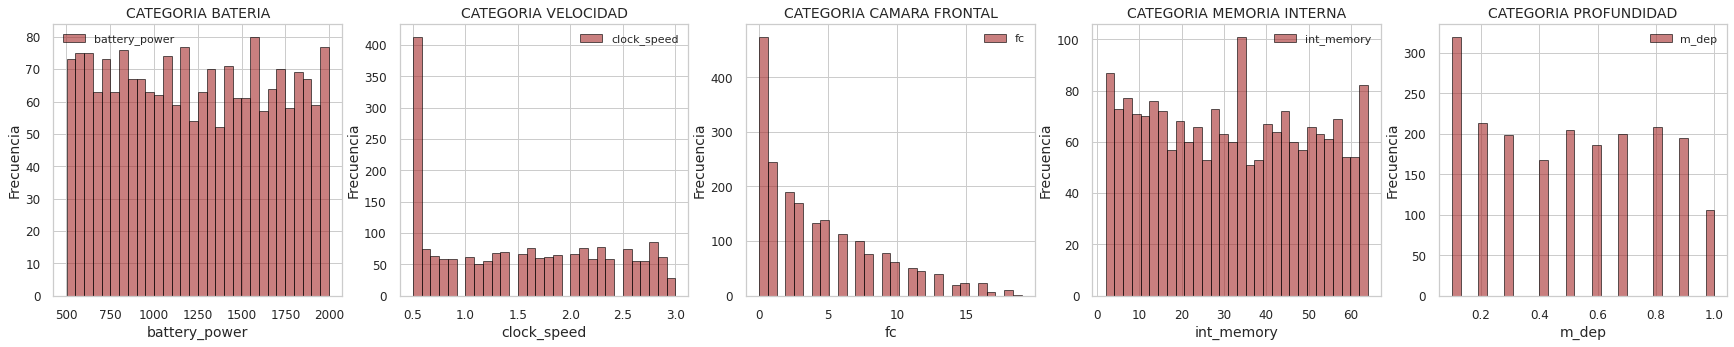 CATEGORIA BATERIA
battery_power
Frecuencia
80
70
60
50
40
30
20
10
0
500 750 1000 1250 1500 1750 2000
battery_power
CATEGORIA VELOCIDAD
clock_speed
Frecuencia
400
350
300
250
200
150
100
50
0
0.5 1.0 1.5 2.0 2.5 3.0
clock_speed
CATEGORIA CAMARA FRONTAL
fc
Frecuencia
400
300
200
100
0
0 5 10 15
fc
CATEGORIA MEMORIA INTERNA
int_memory
Frecuencia
100
80
60
40
20
0
0 10 20 30 40 50 60
int_memory
CATEGORIA PROFUNDIDAD
m_dep
Frecuencia
300
250
200
150
100
50
0
0.2 0.4 0.6 0.8 1.0
m_dep